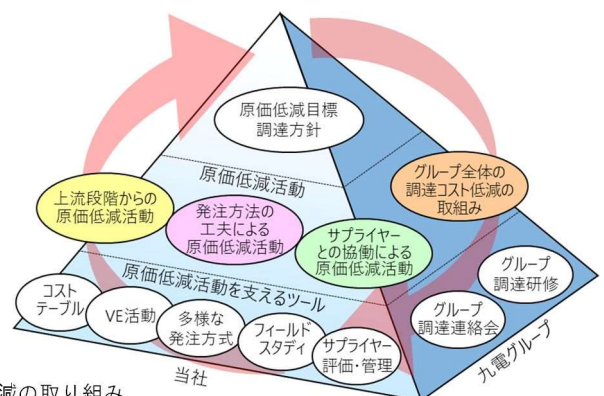 原価低減目標
調達方針
原価低減活動
グループ全体の
調達コスト低減の
取組み
上流段階からの
原価低減活動
発注方法の
工夫による
原価低減活動
サプライヤー
との協働による
原価低減活動
原価低減活動を支えるツール
コスト
テーブル
VE活動
多様な
発注方式
フィールド
スタディ
サプライヤー
評価・管理
グループ
調達連絡会
グループ
調達研修
当社
九電グループ
減の取り組み